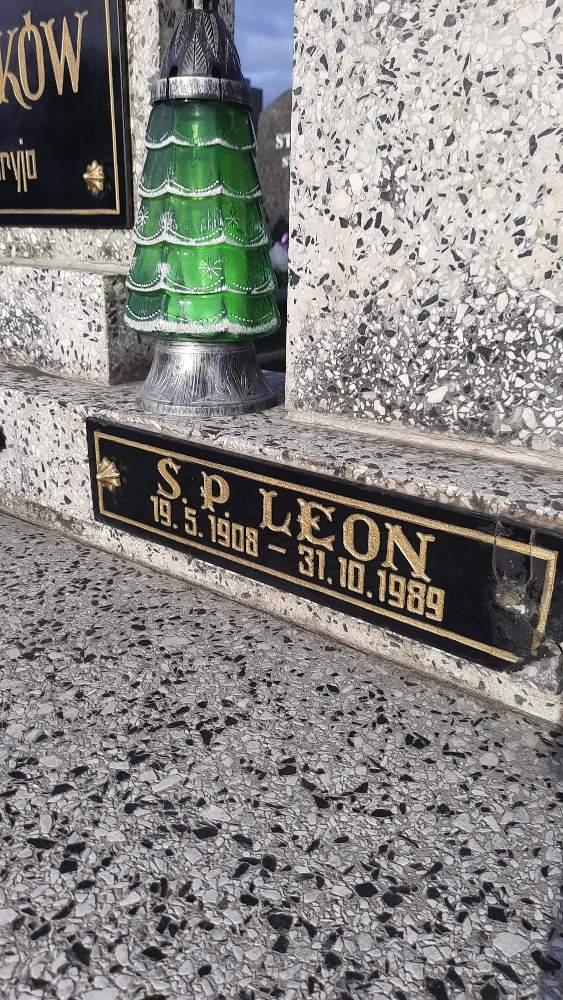 KÓW
Ś. P. LEON
19. 5. 1908 – 31. 10. 1989